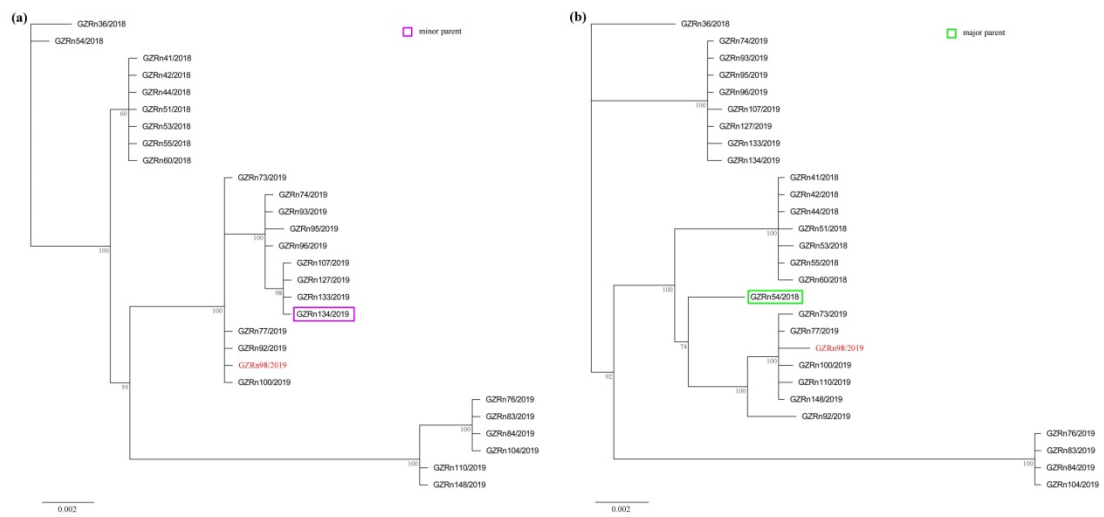 (a)
minor parent
GZRn36/2018
GZRn54/2018
GZRn41/2018
GZRn42/2018
GZRn44/2018
GZRn51/2018
60
GZRn53/2018
GZRn55/2018
GZRn60/2018
GZRn73/2019
GZRn74/2019
GZRn93/2019
GZRn95/2019
100
GZRn96/2019
100
GZRn107/2019
GZRn127/2019
98
GZRn133/2019
100
GZRn134/2019
GZRn77/2019
GZRn92/2019
GZRn98/2019
59
GZRn100/2019
GZRn76/2019
GZRn83/2019
100
GZRn84/2019
GZRn104/2019
100
GZRn110/2019
GZRn148/2019
0.002
(b)
major parent
GZRn36/2018
GZRn74/2019
GZRn93/2019
GZRn95/2019
GZRn96/2019
100
GZRn107/2019
GZRn127/2019
GZRn133/2019
GZRn134/2019
GZRn41/2018
GZRn42/2018
GZRn44/2018
GZRn51/2018
100
GZRn53/2018
GZRn55/2018
GZRn60/2018
100
GZRn54/2018
GZRn73/2019
GZRn77/2019
74
GZRn98/2019
100
GZRn100/2019
92
GZRn110/2019
100
GZRn148/2019
GZRn92/2019
GZRn76/2019
GZRn83/2019
100
GZRn84/2019
GZRn104/2019
0.002